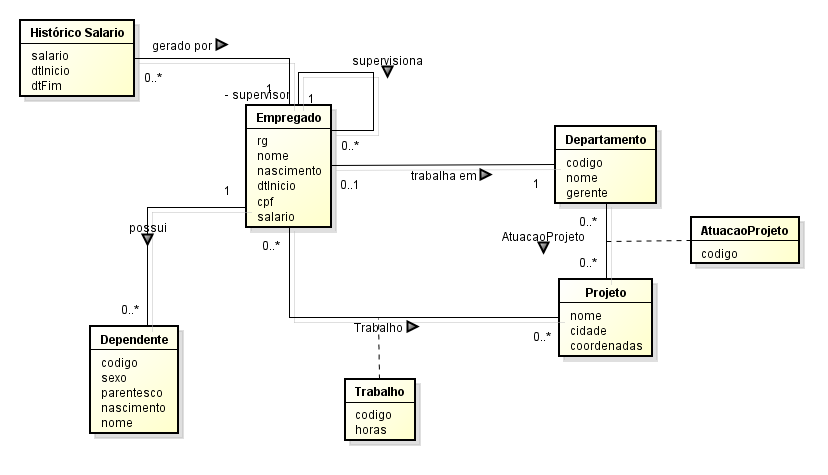 Histórico Salario
salario
dtInicio
dtFim
gerado por
0..*
1
supervisiona
- supervisor
1
0..*
Empregado
rg
nome
nascimento
dtInicio
cpf
salario
0..1
trabalha em
1
Departamento
codigo
nome
gerente
1
possui
0..*
Dependente
codigo
sexo
parentesco
nascimento
nome
0..*
Trabalho
0..*
Trabalho
codigo
horas
0..*
AtuacaoProjeto
0..*
AtuacaoProjeto
codigo
Projeto
nome
cidade
coordenadas